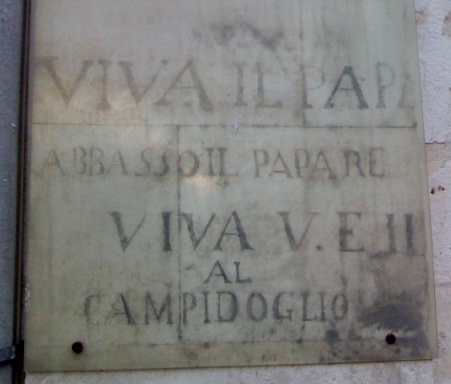 VIVA IL PAPA
ABBASSO IL PAPA RE
VIVA V. E II
AL
CAMPIDOGLIO